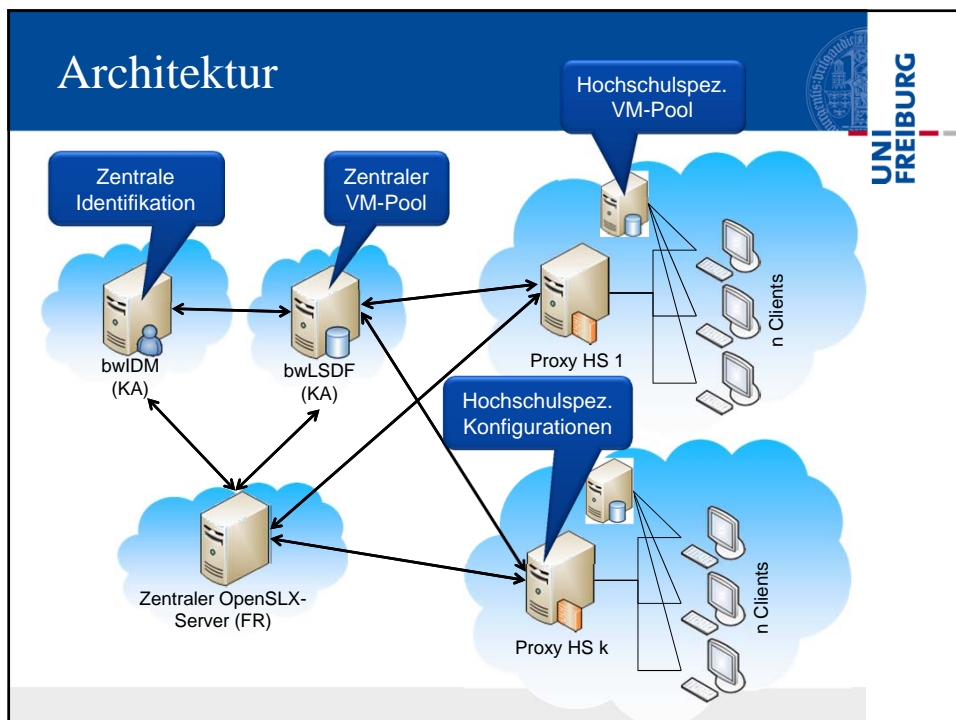 Architektur
Hochschulspez.
VM-Pool
UNI
FREIBURG
Zentrale
Identifikation
Zentraler
VM-Pool
bwIDM
(KA)
bwLSDF
(KA)
Proxy HS 1
n Clients
Hochschulspez.
Konfigurationen
Zentraler OpenSLX-
Server (FR)
Proxy HS k
n Clients